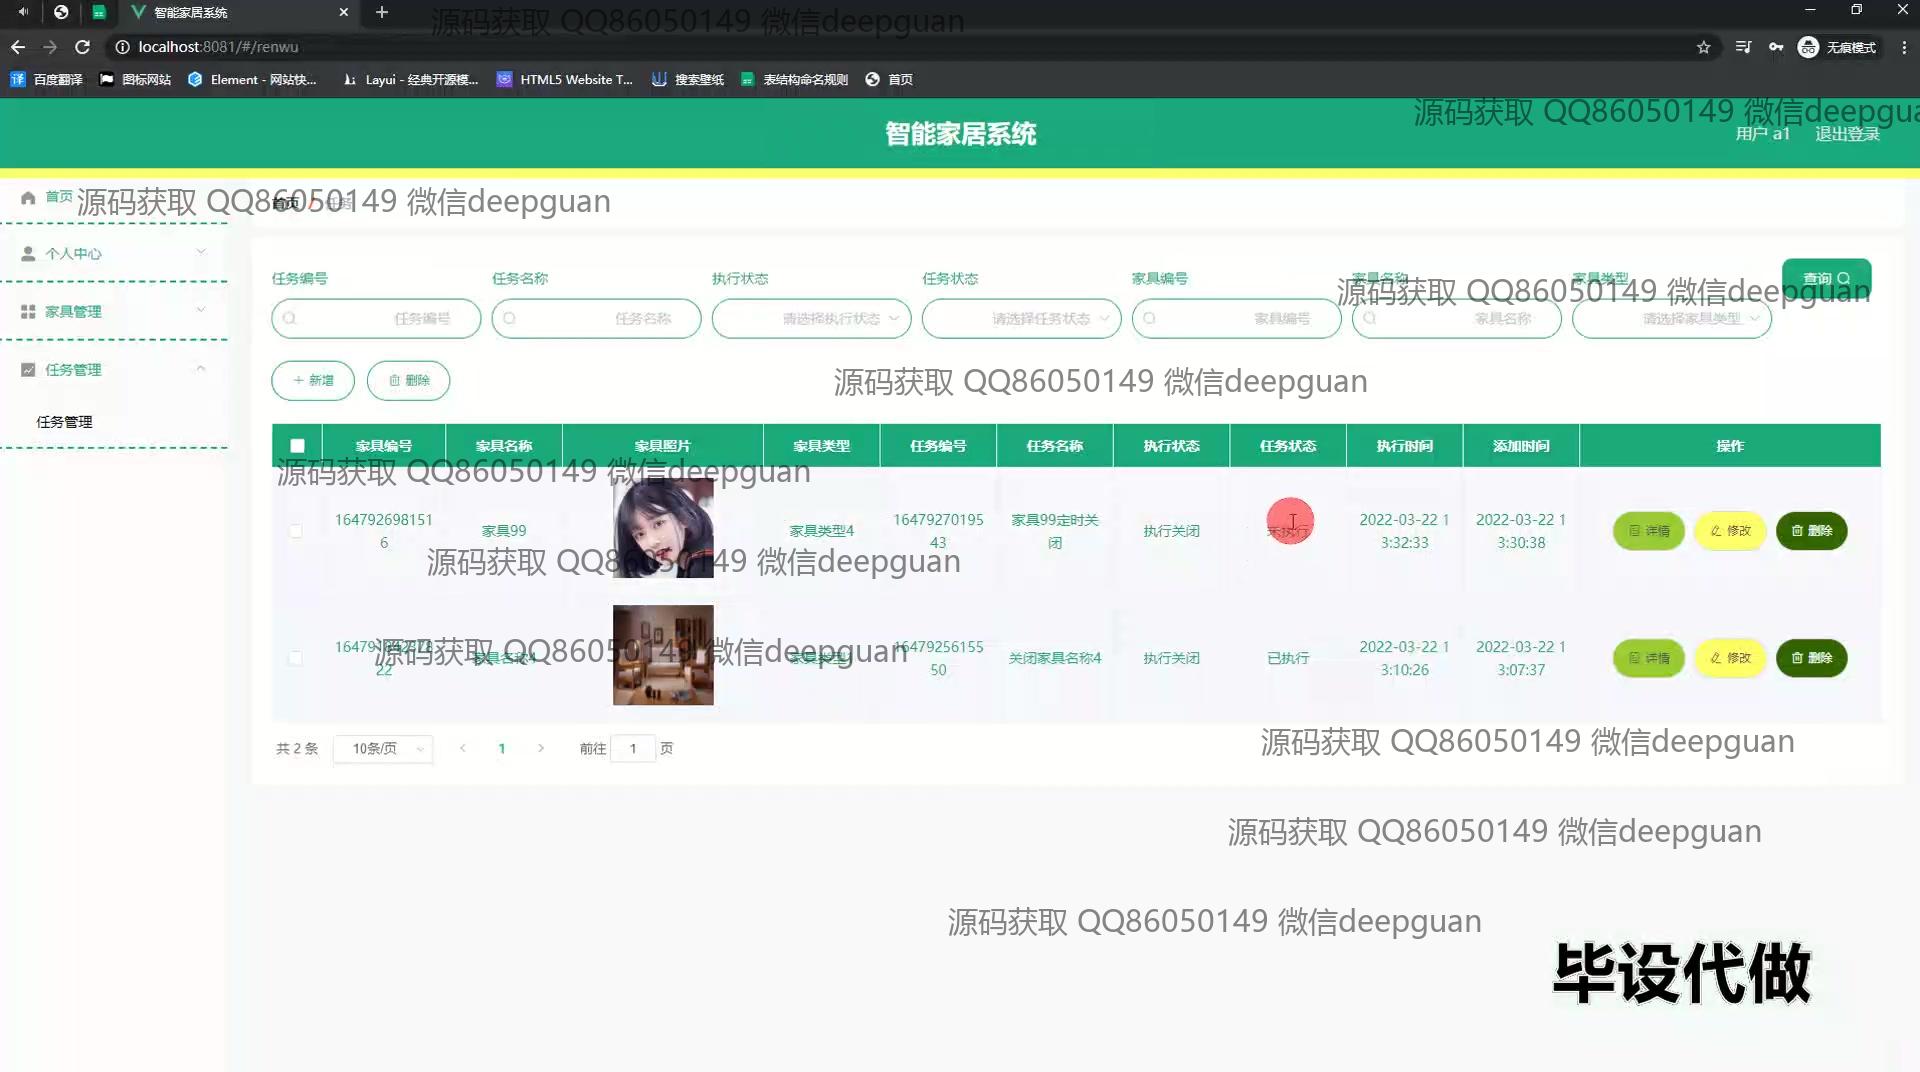 智能家居系统
源码获取 QQ86050149 微信deepguan
localhost:8081/#/renwu
无痕模式
百度翻译
图标网站
Element - 网站快...
Layui - 经典开源模...
HTML5 Website T...
搜索壁纸
表结构命名规则
首页
源码获取 QQ86050149 微信deepgua
智能家居系统
用户 a1
退出登录
首页
源码获取 QQ86050149 微信deepguan
首页 / 任务
个人中心
家具管理
任务管理
任务管理
任务编号
任务名称
执行状态
任务状态
家具编号
家具名称
家具类型
查询
源码获取 QQ86050149 微信deepguan
任务编号
任务名称
请选择执行状态
请选择任务状态
家具编号
家具名称
请选择家具类型
新增
删除
源码获取 QQ86050149 微信deepguan
家具编号 家具名称 家具照片 家具类型 任务编号 任务名称 执行状态 任务状态 执行时间 添加时间 操作
源码获取 QQ86050149 微信deepguan
164792698151
6
家具99
家具类型4
16479270195
43
家具99定时关
闭
执行关闭
未执行
2022-03-22 1
3:32:33
2022-03-22 1
3:30:38
详情
修改
删除
源码获取 QQ86050149 微信deepguan
22
家具名称4
源码获取 QQ86050149 微信deepguan
16479256155
50
关闭家具名称4
执行关闭
已执行
2022-03-22 1
3:10:26
2022-03-22 1
3:07:37
详情
修改
删除
共 2 条
10条/页
1
前往
1
页
源码获取 QQ86050149 微信deepguan
源码获取 QQ86050149 微信deepguan
源码获取 QQ86050149 微信deepguan
毕设代做